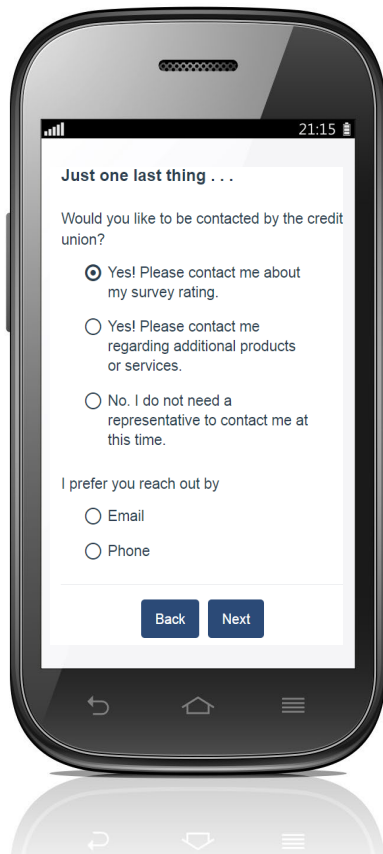 21:15
Just one last thing . . .
Would you like to be contacted by the credit
union?
Yes! Please contact me about
my survey rating.
Yes! Please contact me
regarding additional products
or services.
No. I do not need a
representative to contact me at
this time.
I prefer you reach out by
Email
Phone
Back
Next